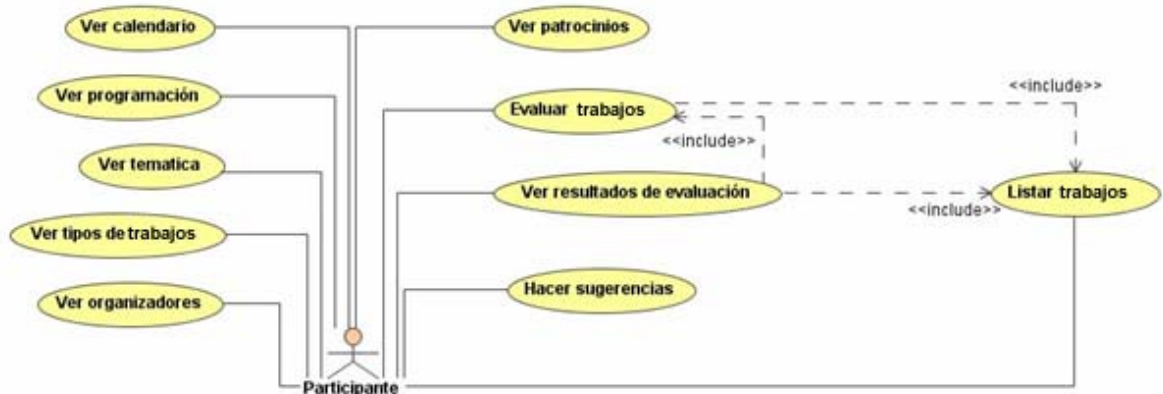 Ver calendario
Ver patrocinios
Ver programación
Evaluar trabajos
<<include>>
<<include>>
Ver tematica
Ver resultados de evaluación
Listar trabajos
<<include>>
Ver tipos de trabajos
Ver organizadores
Hacer sugerencias
Participante